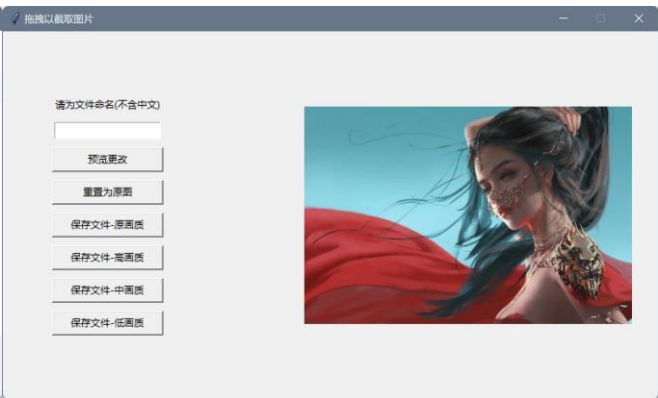 拖拽以截取图片
请为文件命名(不含中文)
预览更改
重置为原图
保存文件-原画质
保存文件-高画质
保存文件-中画质
保存文件-低画质